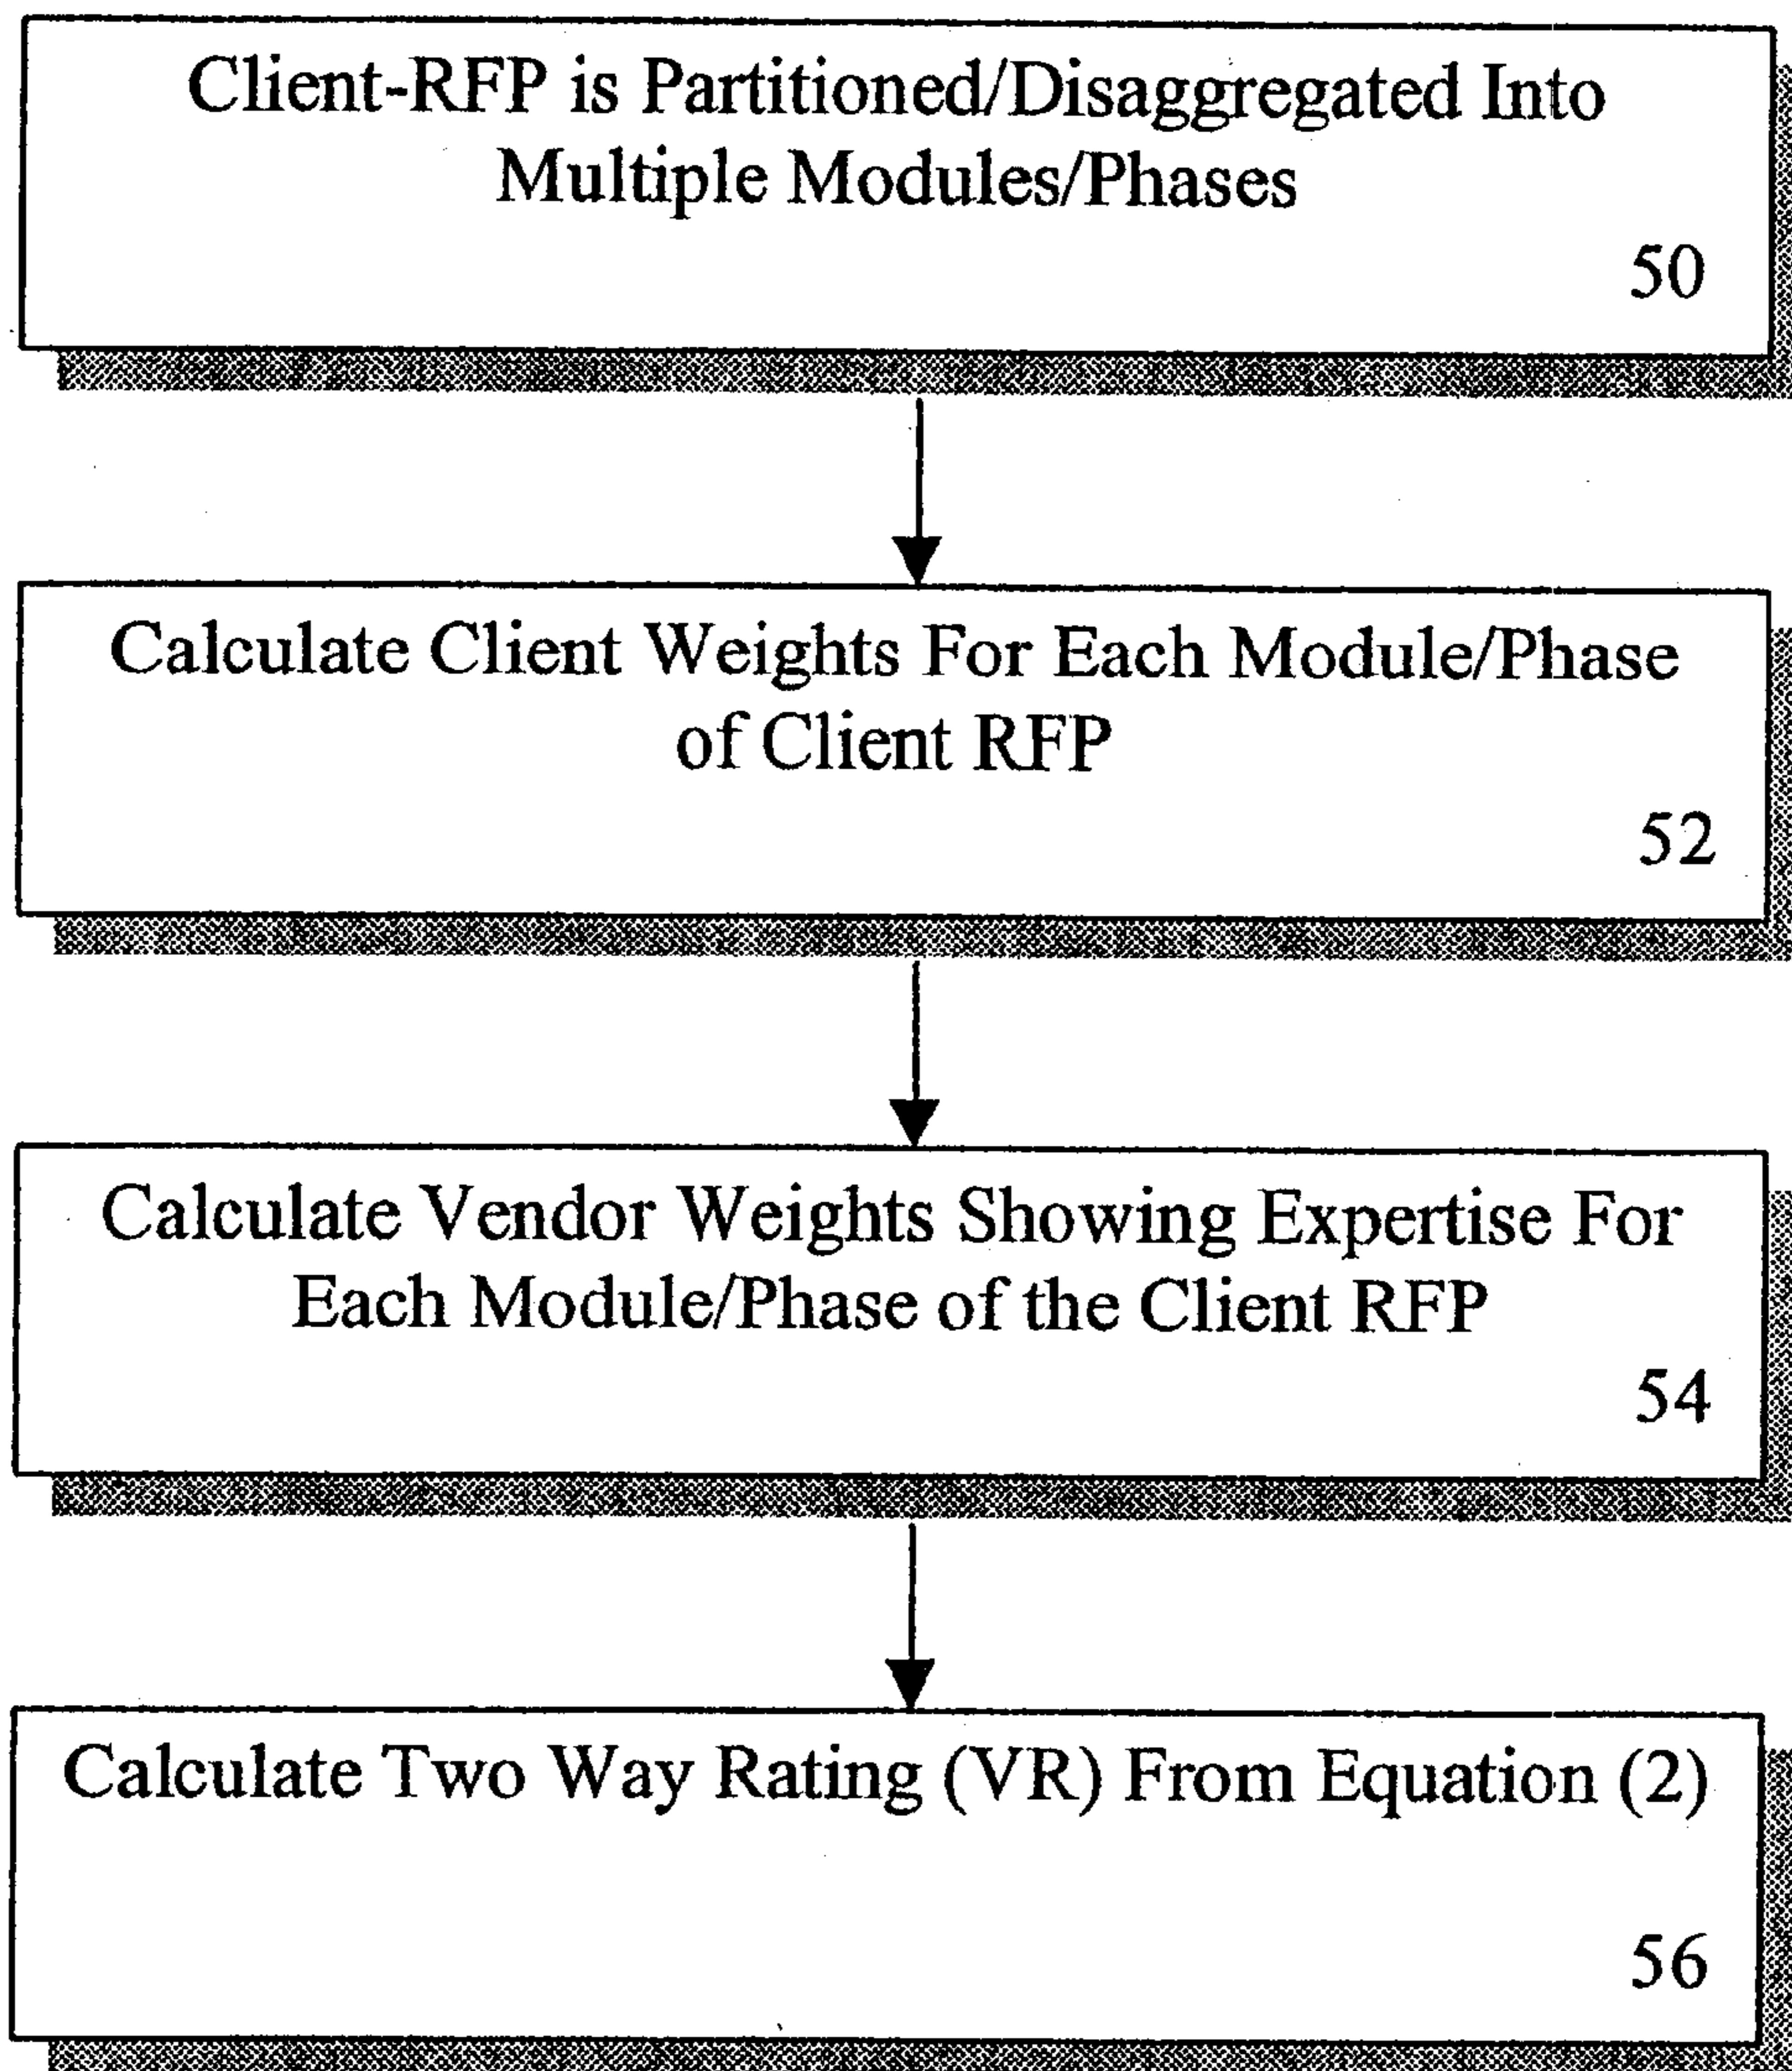 Client-RFP is Partitioned/Disaggregated Into
Multiple Modules/Phases
50
Calculate Client Weights For Each Module/Phase
of Client RFP
52
Calculate Vendor Weights Showing Expertise For
Each Module/Phase of the Client RFP
54
Calculate Two Way Rating (VR) From Equation (2)
56